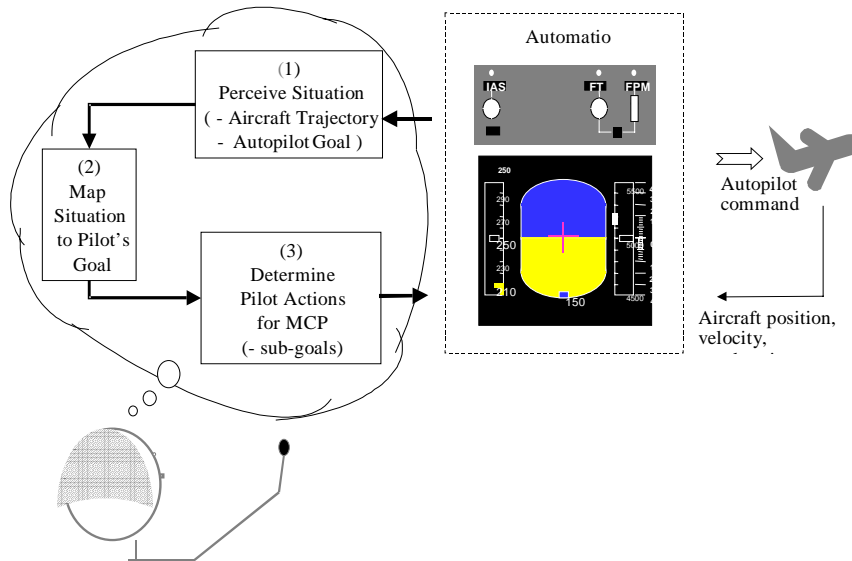 (1)
Perceive Situation
( - Aircraft Trajectory
- Autopilot Goal )
(2)
Map
Situation
to Pilot's
Goal
(3)
Determine
Pilot Actions
for MCP
(- sub-goals)
Automatio
IAS
FT
FPM
250
290
270
250
230
210
150
5500
5000
4500
Autopilot
command
Aircraft position,
velocity,